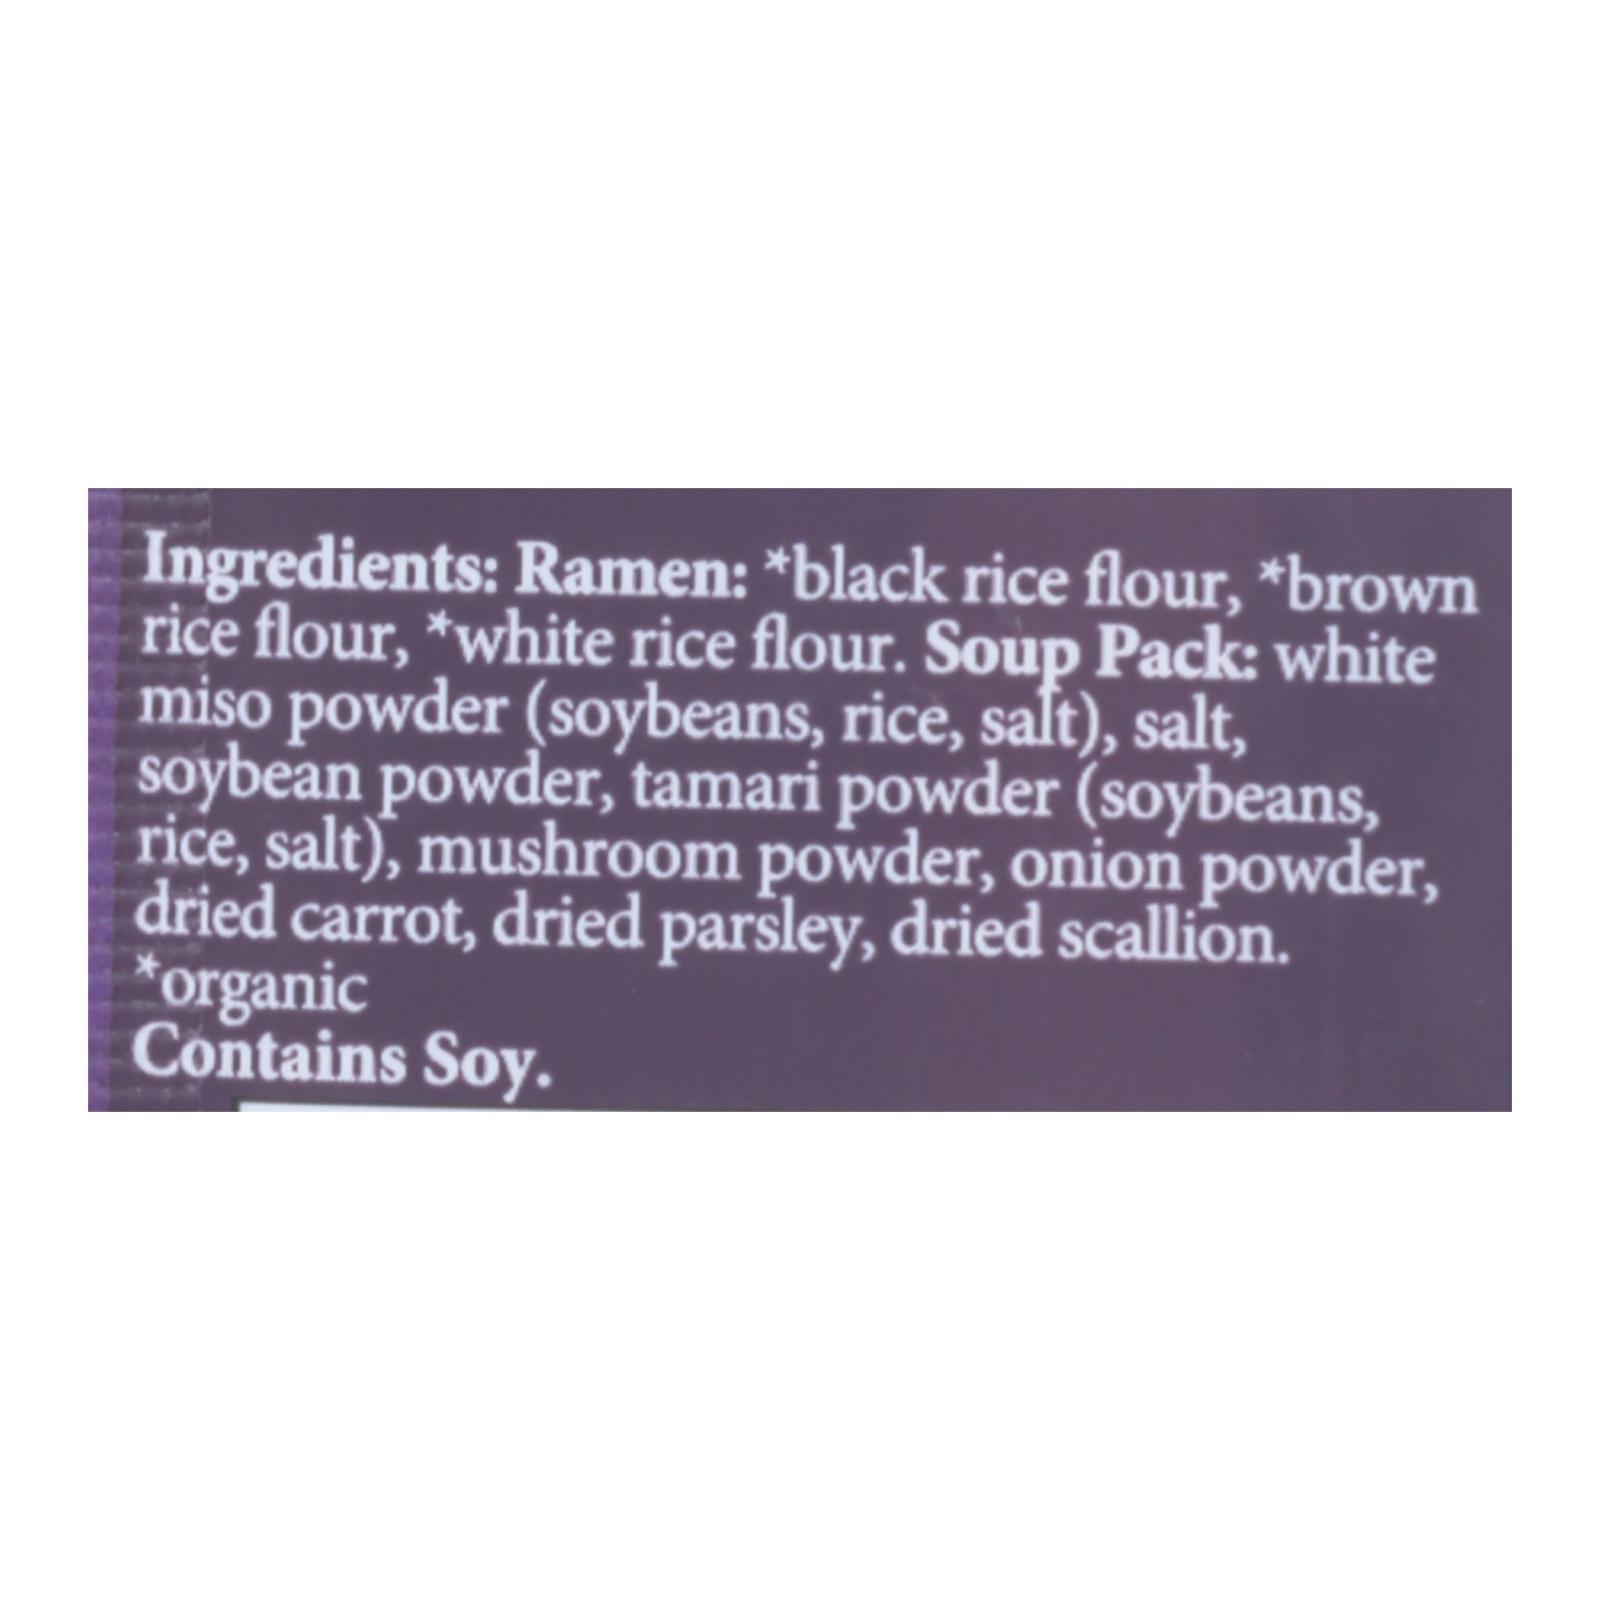 Ingredients: Ramen: *black rice flour, *brown
rice flour, *white rice flour. Soup Pack: white
miso powder (soybeans, rice, salt), salt,
soybean powder, tamari powder (soybeans,
rice, salt), mushroom powder, onion powder,
dried carrot, dried parsley, dried scallion.
*organic
Contains Soy.